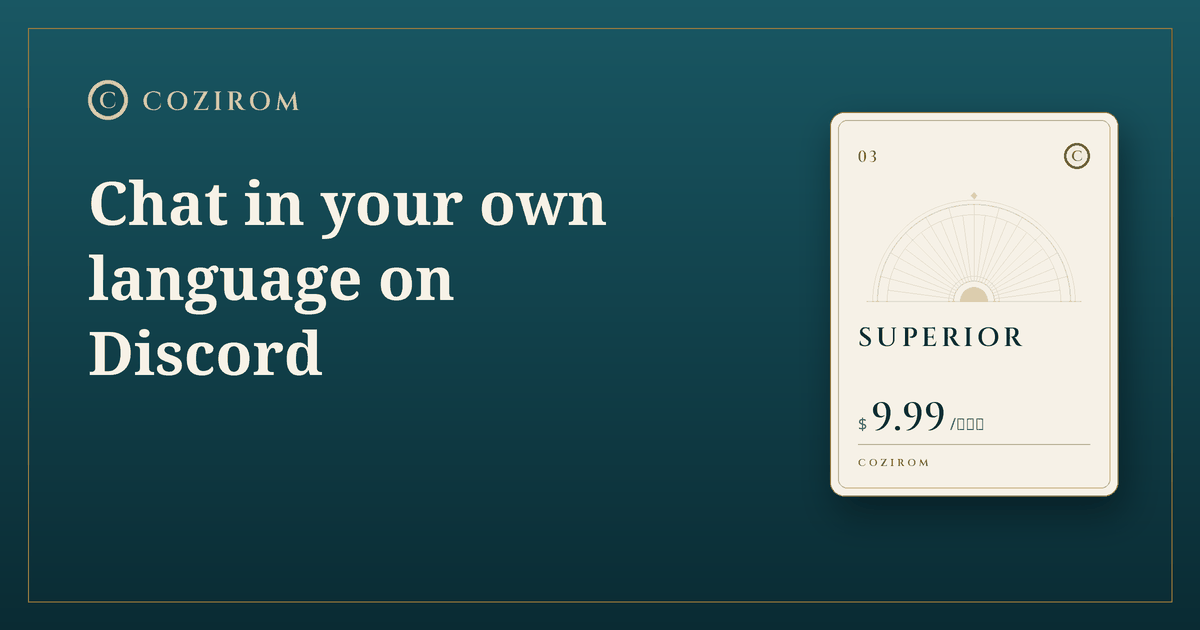 C COZIROM
Chat in your own
language on
Discord
03
C
SUPERIOR
$9.99 /
COZIROM